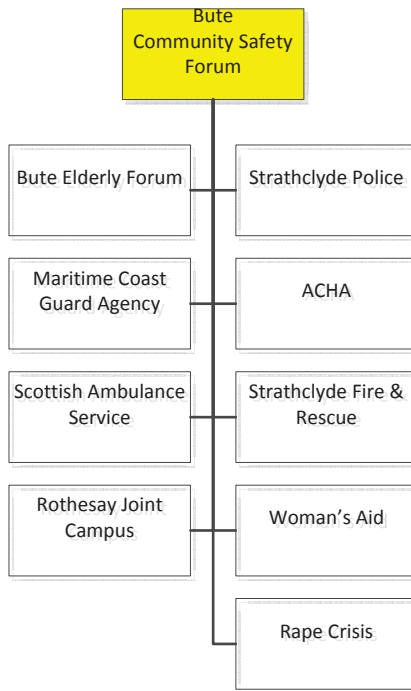 Bute
Community Safety
Forum
Bute Elderly Forum
Strathclyde Police
Maritime Coast
Guard Agency
ACHA
Scottish Ambulance
Service
Strathclyde Fire &
Rescue
Rothesay Joint
Campus
Woman’s Aid
Rape Crisis